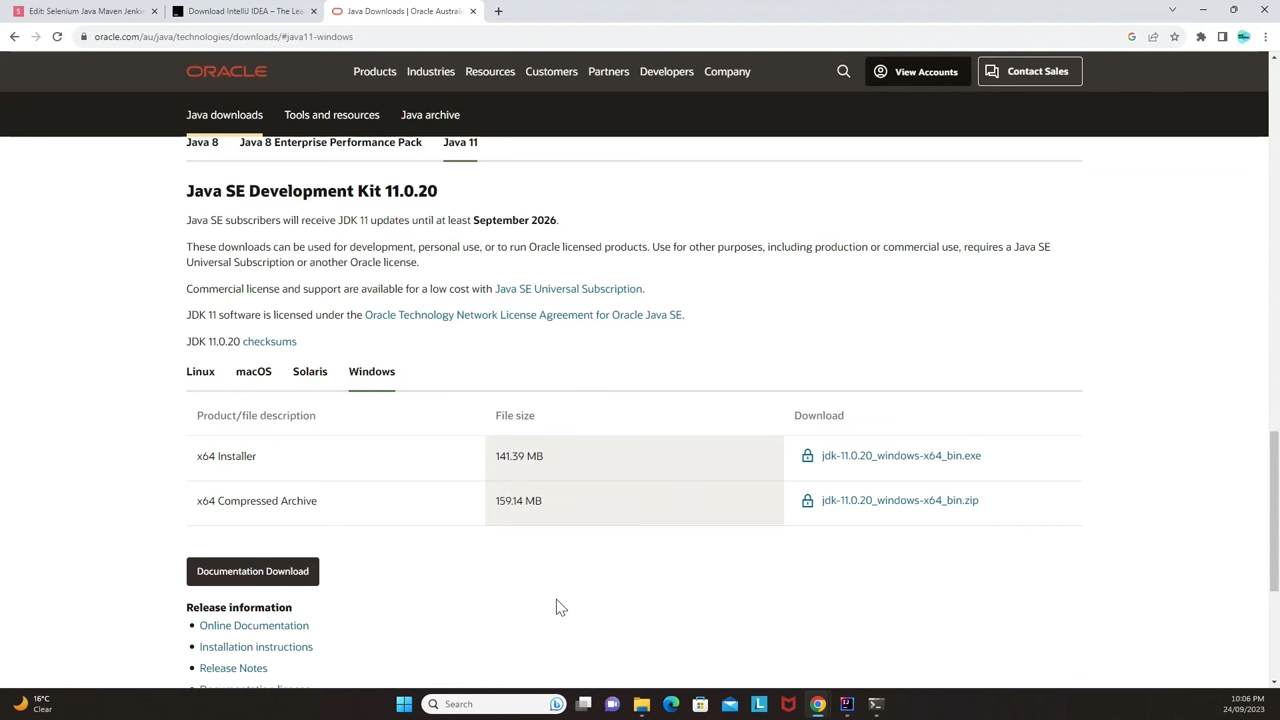 Edit: Selenium Java Maven Jenki
Download IntelliJ IDEA – The Lea
Java Downloads | Oracle Austral
oracle.com/au/java/technologies/downloads/#java11-windows
ORACLE
Products Industries Resources Customers Partners Developers Company
View Accounts
Contact Sales
Java downloads Tools and resources Java archive
Java 8 Java 8 Enterprise Performance Pack Java 11
Java SE Development Kit 11.0.20
Java SE subscribers will receive JDK 11 updates until at least September 2026.
These downloads can be used for development, personal use, or to run Oracle licensed products. Use for other purposes, including production or commercial use, requires a Java SE
Universal Subscription or another Oracle license.
Commercial license and support are available for a low cost with Java SE Universal Subscription.
JDK 11 software is licensed under the Oracle Technology Network License Agreement for Oracle Java SE.
JDK 11.0.20 checksums
Linux macOS Solaris Windows
Product/file description File size Download
x64 Installer 141.39 MB jdk-11.0.20_windows-x64_bin.exe
x64 Compressed Archive 159.14 MB jdk-11.0.20_windows-x64_bin.zip
Documentation Download
Release information
Online Documentation
Installation instructions
Release Notes
16°C
Clear
Search
10:06 PM
24/09/2023